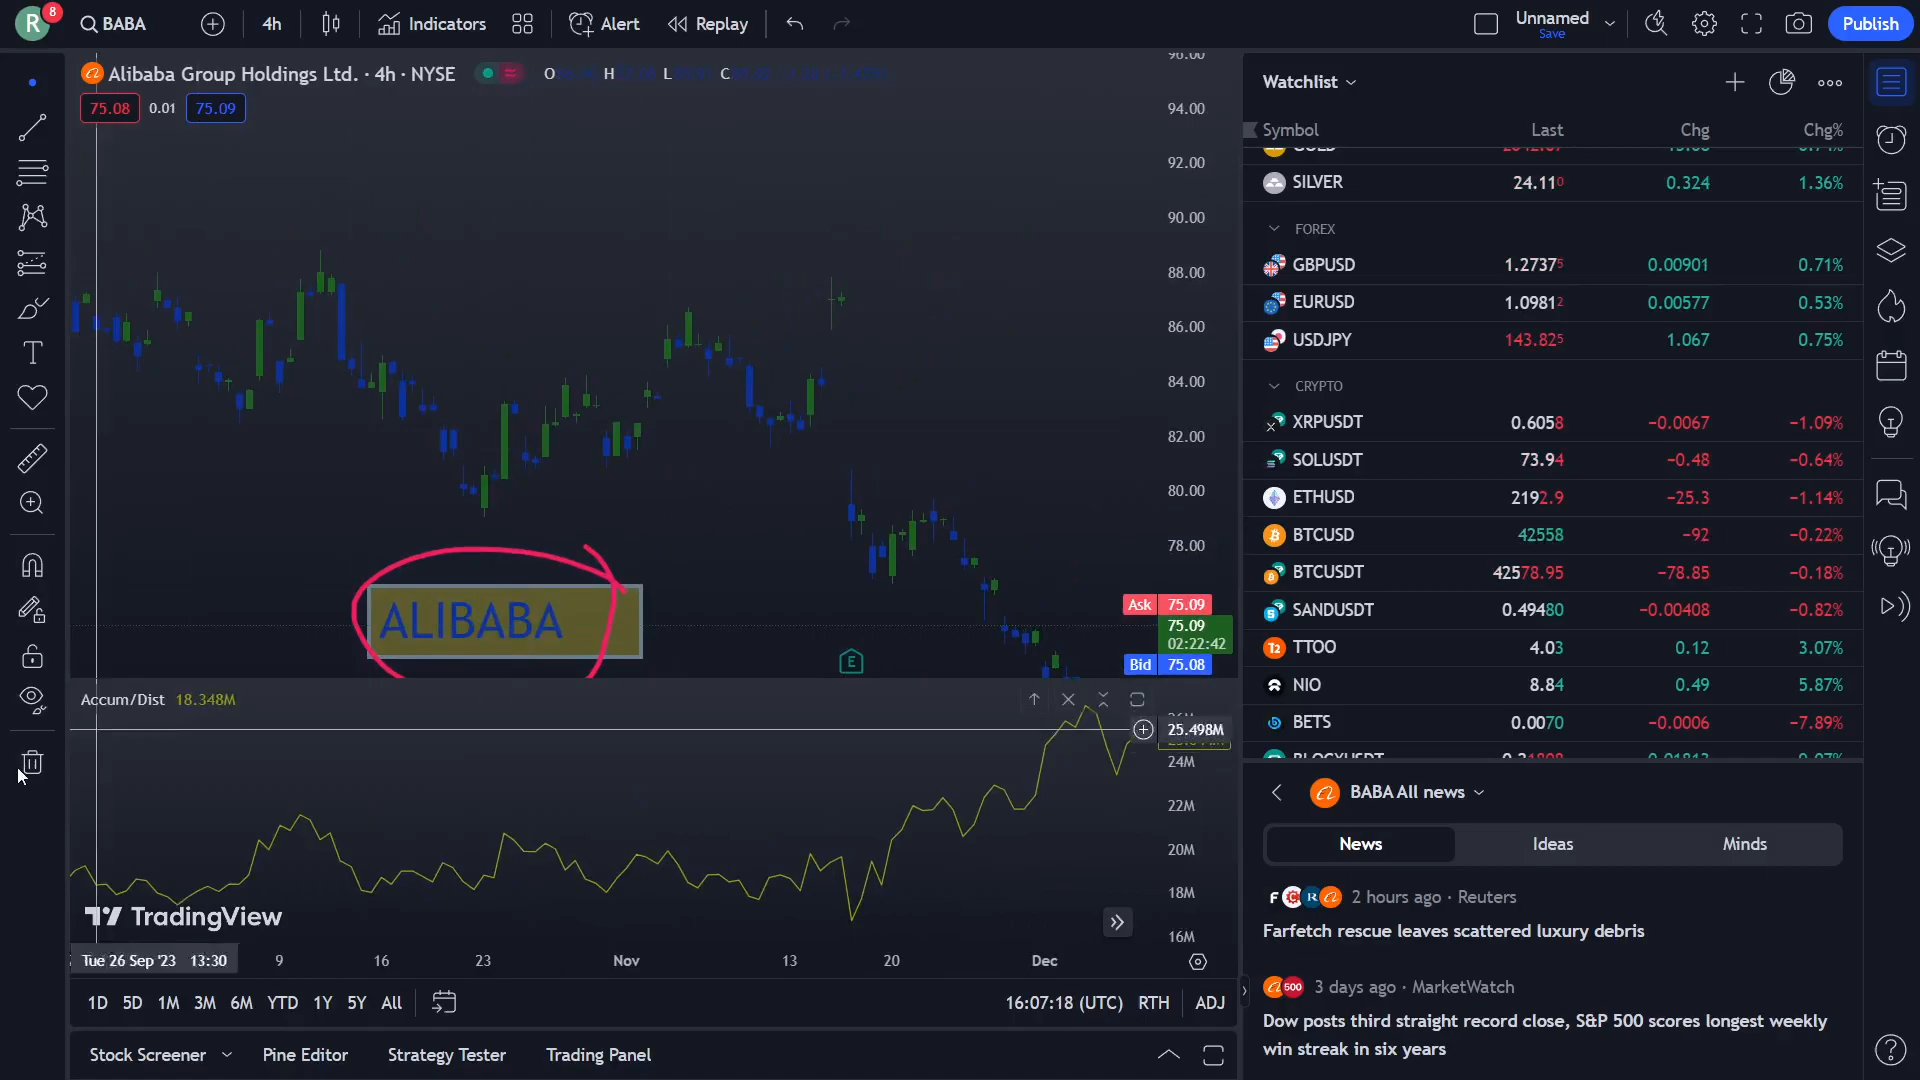 R 8 BABA 4h Indicators Alert Replay Unnamed Save Publish
Alibaba Group Holdings Ltd. · 4h · NYSE O H L C
75.08 0.01 75.09
96.00
94.00
92.00
90.00
88.00
86.00
84.00
82.00
80.00
78.00
ALIBABA
E
Ask 75.09
75.09
02:22:42
Bid 75.08
Accum/Dist 18.348M
25.498M
24M
22M
20M
18M
16M
TradingView
Tue 26 Sep '23 13:30 9 16 23 Nov 13 20 Dec
1D 5D 1M 3M 6M YTD 1Y 5Y All 16:07:18 (UTC) RTH ADJ
Stock Screener Pine Editor Strategy Tester Trading Panel
Watchlist
Symbol Last Chg Chg%
GOLD
SILVER 24.110 0.324 1.36%
FOREX
GBPUSD 1.27375 0.00901 0.71%
EURUSD 1.09812 0.00577 0.53%
USDJPY 143.825 1.067 0.75%
CRYPTO
XRPUSDT 0.6058 −0.0067 −1.09%
SOLUSDT 73.94 −0.48 −0.64%
ETHUSD 2192.9 −25.3 −1.14%
BTCUSD 42558 −92 −0.22%
BTCUSDT 42578.95 −78.85 −0.18%
SANDUSDT 0.49480 −0.00408 −0.82%
TTOO 4.03 0.12 3.07%
NIO 8.84 0.49 5.87%
BETS 0.0070 −0.0006 −7.89%
BABA All news
News Ideas Minds
2 hours ago · Reuters
Farfetch rescue leaves scattered luxury debris
500 3 days ago · MarketWatch
Dow posts third straight record close, S&P 500 scores longest weekly
win streak in six years